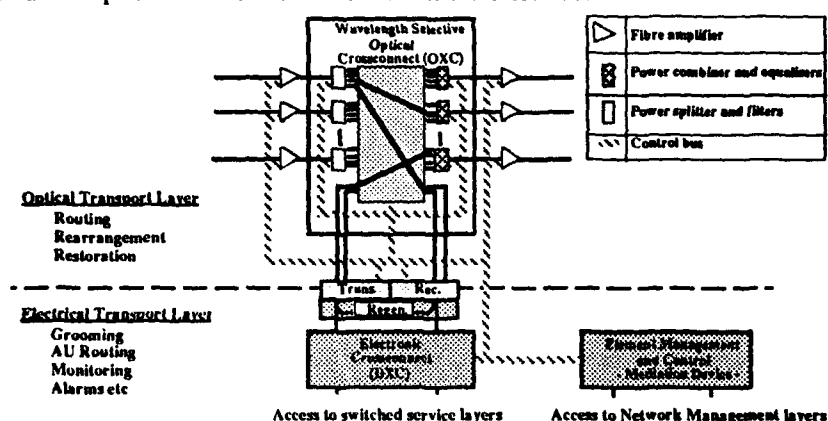 Wavelength Selective
Optical
Crossconnect (OXC)
Fibre amplifier
Power combiner and equalisers
Power splitter and filters
Control bus
Optical Transport Layer
Routing
Rearrangement
Restoration
Trans.
Rec.
Regen.
Electrical Transport Layer
Grooming
AU Routing
Monitoring
Alarms etc
Electronic
Crossconnect
(DXC)
Element Management
and Control
- Mediation Device -
Access to switched service layers
Access to Network Management layers